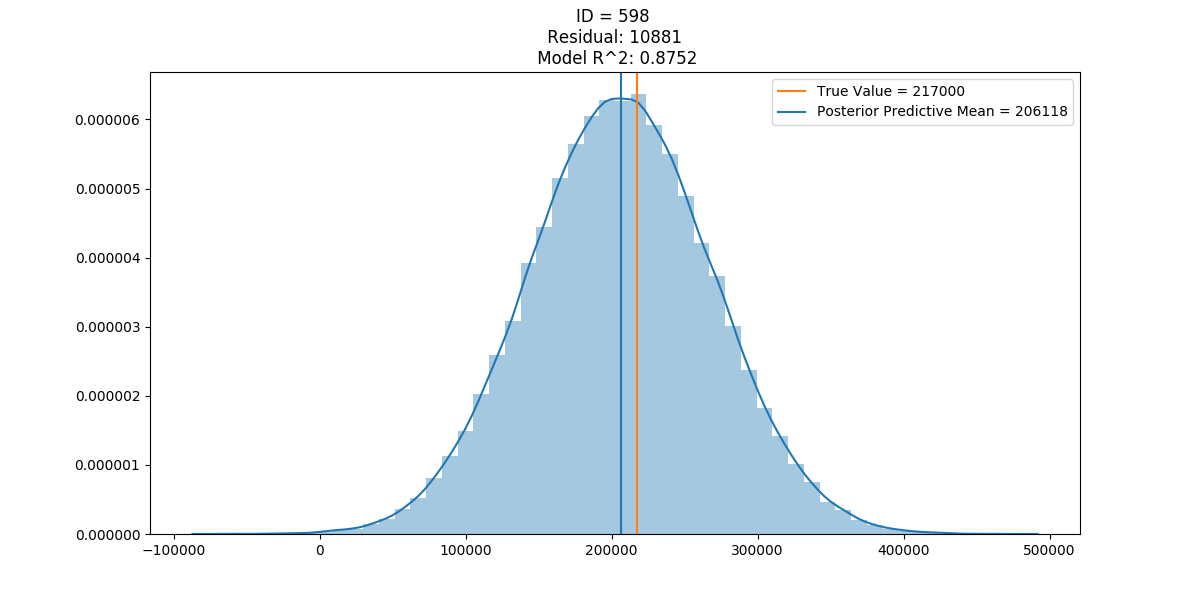 ID = 598
Residual: 10881
Model R^2: 0.8752
True Value = 217000
Posterior Predictive Mean = 206118
0.000006
0.000005
0.000004
0.000003
0.000002
0.000001
0.000000
−100000 0 100000 200000 300000 400000 500000